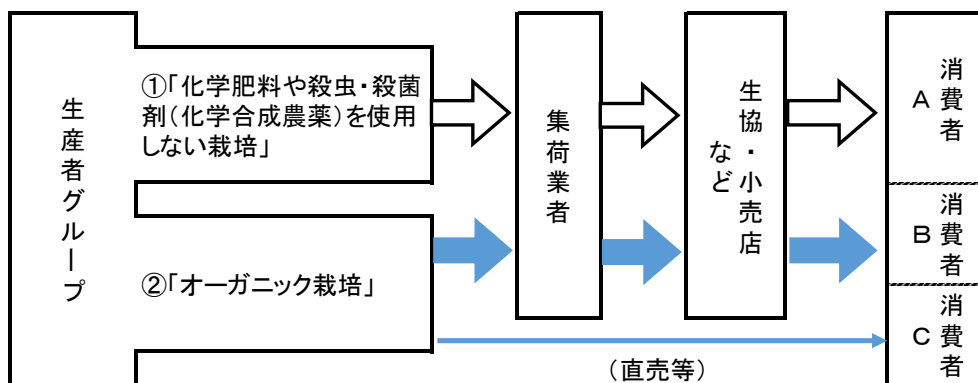 生産者グループ
①「化学肥料や殺虫・殺菌
剤（化学合成農薬）を使用
しない栽培」
②「オーガニック栽培」
集荷業者
生協・小売店
など
消費者
A
消費者
B
消費者
C
（直売等）